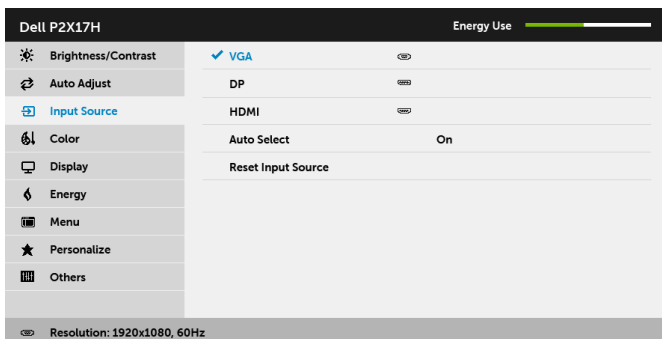 Dell P2X17H Energy Use
Brightness/Contrast VGA
Auto Adjust DP
Input Source HDMI
Color Auto Select On
Display Reset Input Source
Energy
Menu
Personalize
Others
Resolution: 1920x1080, 60Hz